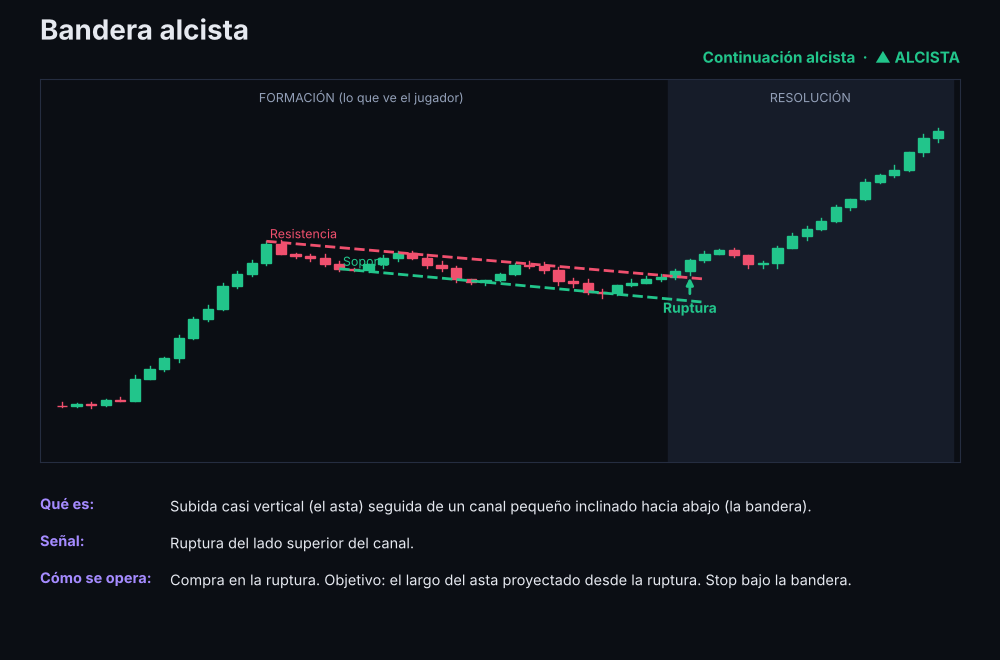 Bandera alcista
Continuación alcista · ▲ ALCISTA
FORMACIÓN (lo que ve el jugador)
RESOLUCIÓN
Resistencia
Sopor
Ruptura
Qué es: Subida casi vertical (el asta) seguida de un canal pequeño inclinado hacia abajo (la bandera).
Señal: Ruptura del lado superior del canal.
Cómo se opera: Compra en la ruptura. Objetivo: el largo del asta proyectado desde la ruptura. Stop bajo la bandera.